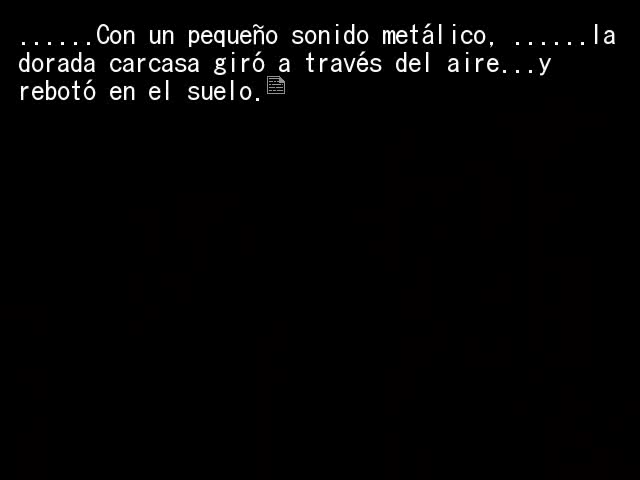 ......Con un pequeño sonido metálico, ......la
dorada carcasa giró a través del aire...y
rebotó en el suelo.